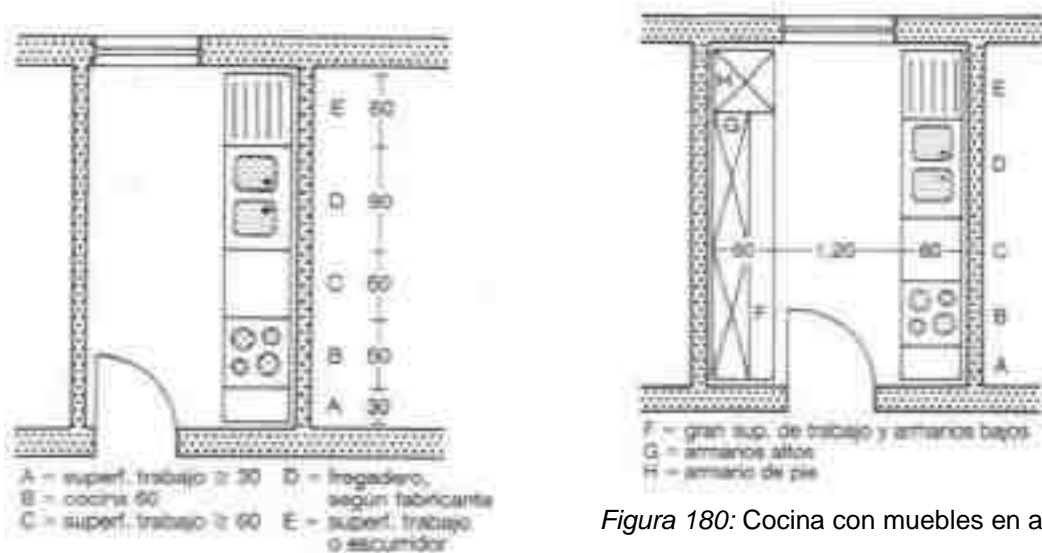 E 60
D 80
C 60
B 60
A 30
A = superf. trabajo ≥ 30
B = cocina 60
C = superf. trabajo ≥ 60
D = fregadero,
según fabricante
E = superf. trabajo
o escurridor
H
G
E
D
60 1.20 60
C
F
B
A
F = gran sup. de trabajo y armarios bajos
G = armarios altos
H = armario de pie
Figura 180: Cocina con muebles en a